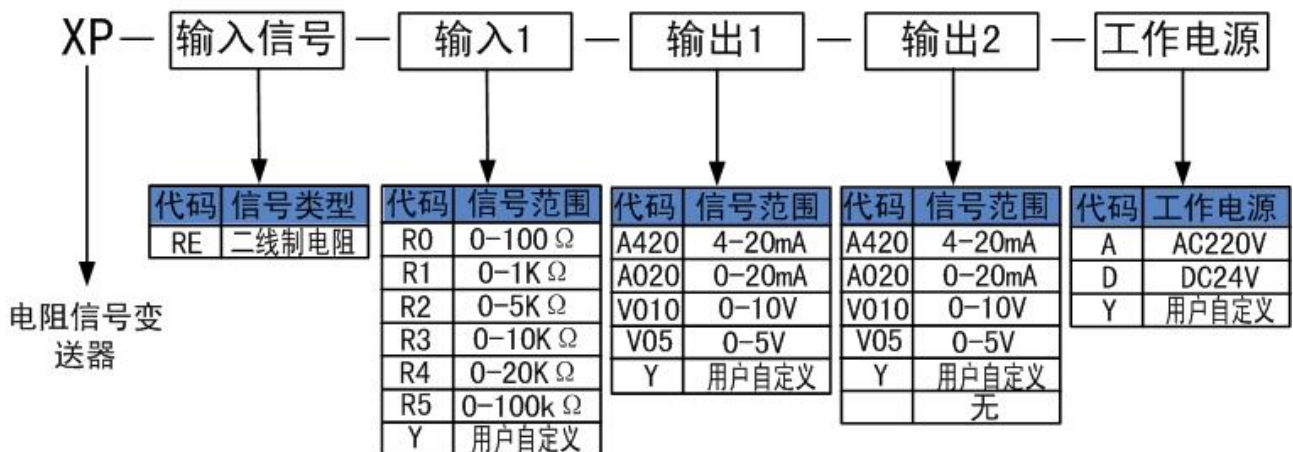 XP— 输入信号 — 输入1 — 输出1 — 输出2 — 工作电源
电阻信号变
送器
代码 信号类型
RE 二线制电阻
代码 信号范围
R0 0-100Ω
R1 0-1KΩ
R2 0-5KΩ
R3 0-10KΩ
R4 0-20KΩ
R5 0-100kΩ
Y 用户自定义
代码 信号范围
A420 4-20mA
A020 0-20mA
V010 0-10V
V05 0-5V
Y 用户自定义
代码 信号范围
A420 4-20mA
A020 0-20mA
V010 0-10V
V05 0-5V
Y 用户自定义
无
代码 工作电源
A AC220V
D DC24V
Y 用户自定义